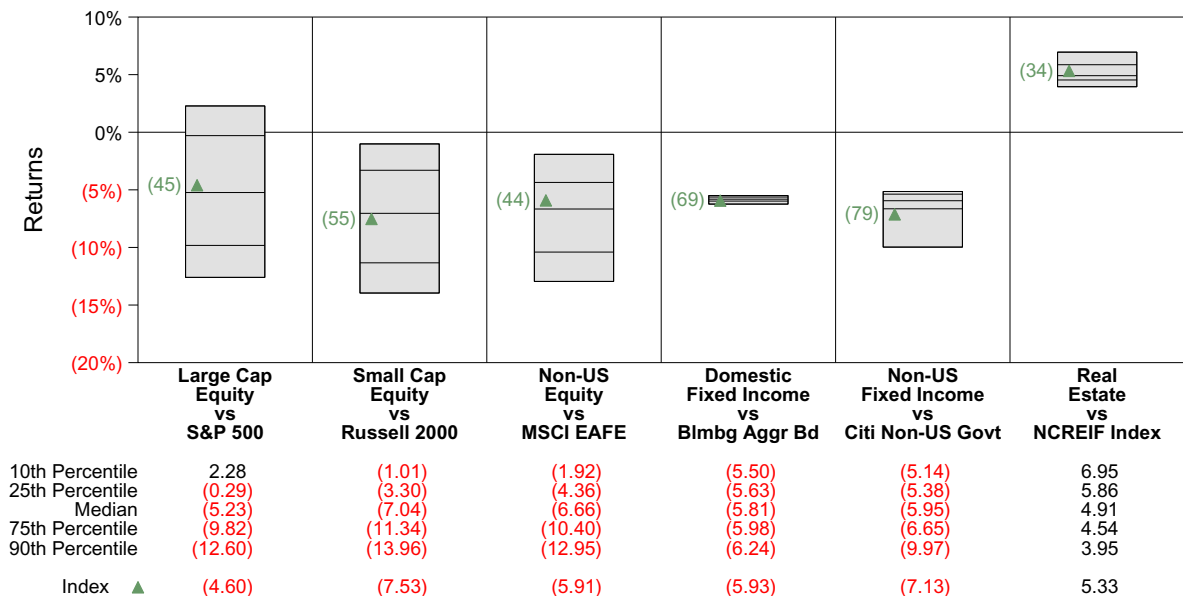 10%
5%
0%
(5%)
(10%)
(15%)
(20%)
Returns
(45)
(55)
(44)
(69)
(79)
(34)
Large Cap
Equity
vs
S&P 500
Small Cap
Equity
vs
Russell 2000
Non-US
Equity
vs
MSCI EAFE
Domestic
Fixed Income
vs
Blmbg Aggr Bd
Non-US
Fixed Income
vs
Citi Non-US Govt
Real
Estate
vs
NCREIF Index
10th Percentile 2.28 (1.01) (1.92) (5.50) (5.14) 6.95
25th Percentile (0.29) (3.30) (4.36) (5.63) (5.38) 5.86
Median (5.23) (7.04) (6.66) (5.81) (5.95) 4.91
75th Percentile (9.82) (11.34) (10.40) (5.98) (6.65) 4.54
90th Percentile (12.60) (13.96) (12.95) (6.24) (9.97) 3.95
Index ▲ (4.60) (7.53) (5.91) (5.93) (7.13) 5.33